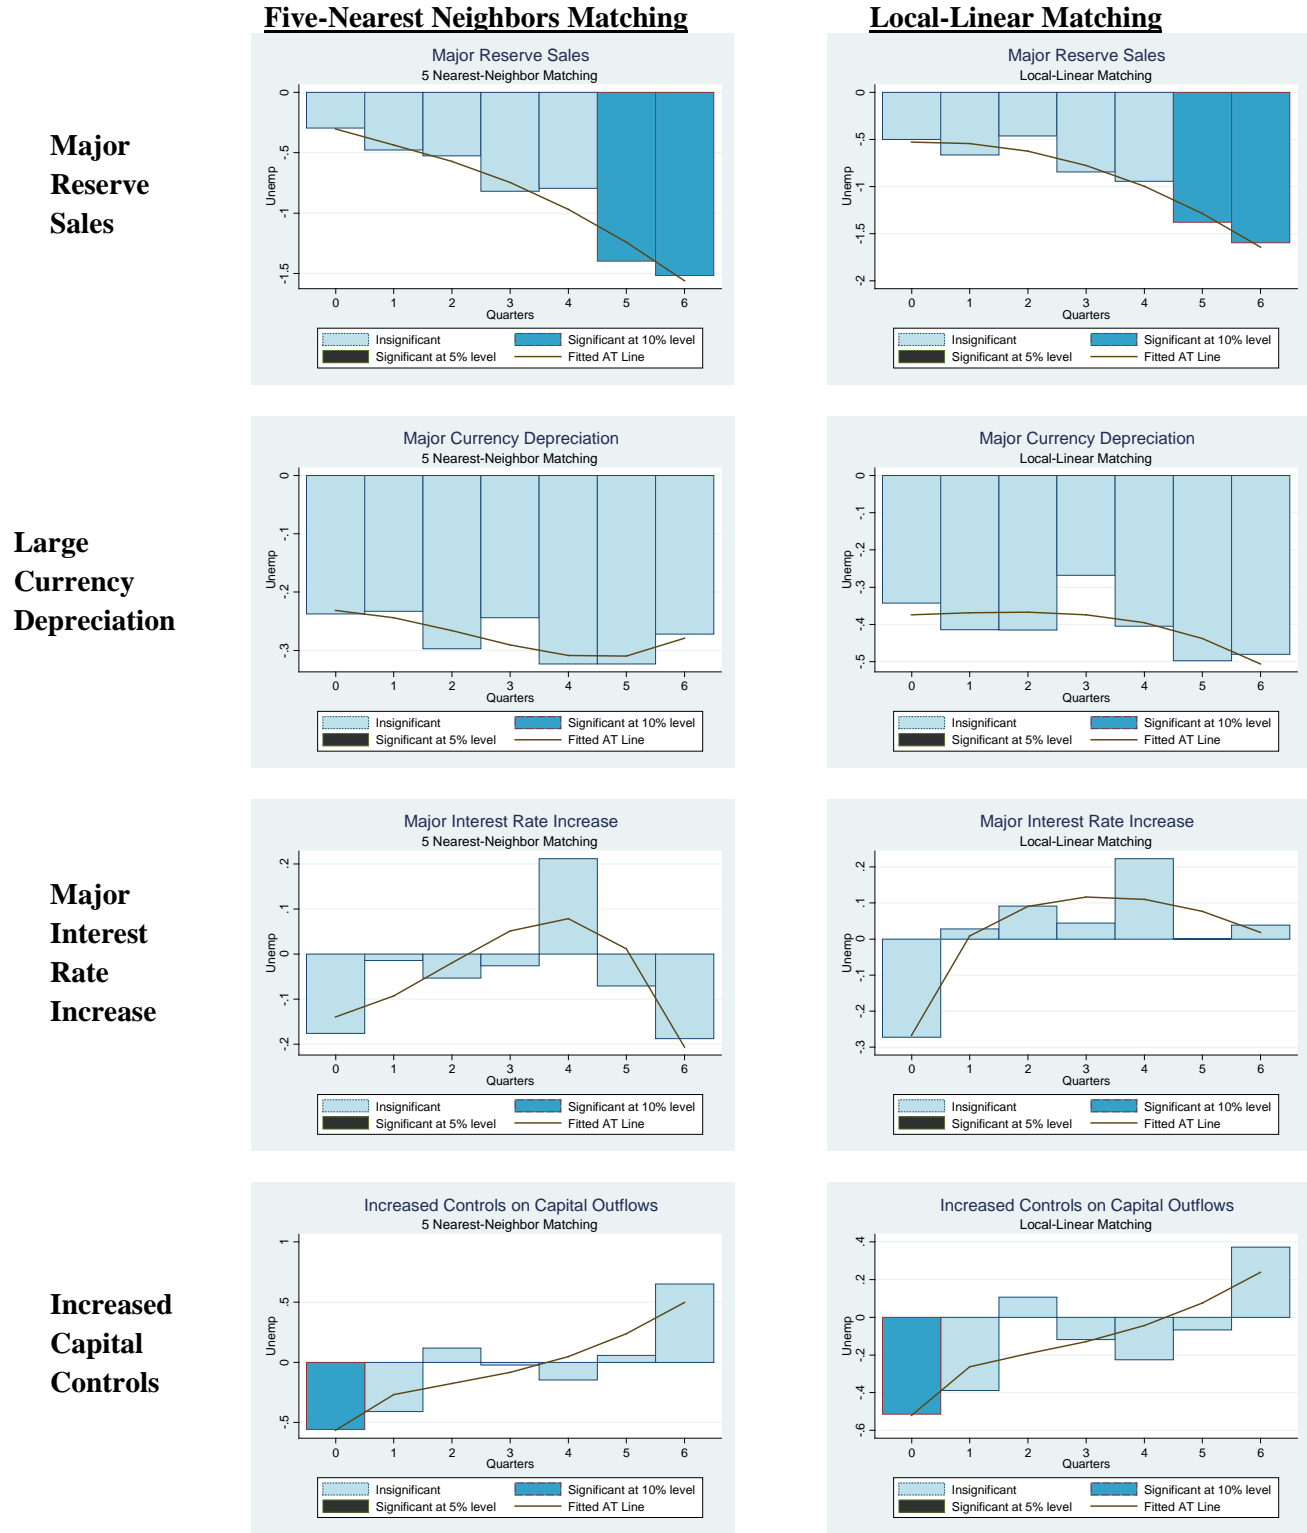 Five-Nearest Neighbors Matching
Local-Linear Matching
Major
Reserve
Sales
Major Reserve Sales
5 Nearest-Neighbor Matching
Unemp
0
-.5
-1
-1.5
0 1 2 3 4 5 6
Quarters
Insignificant
Significant at 10% level
Significant at 5% level
Fitted AT Line
Major Reserve Sales
Local-Linear Matching
Unemp
0
-.5
-1
-1.5
-2
0 1 2 3 4 5 6
Quarters
Insignificant
Significant at 10% level
Significant at 5% level
Fitted AT Line
Large
Currency
Depreciation
Major Currency Depreciation
5 Nearest-Neighbor Matching
Unemp
0
-.1
-.2
-.3
0 1 2 3 4 5 6
Quarters
Insignificant
Significant at 10% level
Significant at 5% level
Fitted AT Line
Major Currency Depreciation
Local-Linear Matching
Unemp
0
-.1
-.2
-.3
-.4
-.5
0 1 2 3 4 5 6
Quarters
Insignificant
Significant at 10% level
Significant at 5% level
Fitted AT Line
Major
Interest
Rate
Increase
Major Interest Rate Increase
5 Nearest-Neighbor Matching
Unemp
.2
.1
0
-.1
-.2
0 1 2 3 4 5 6
Quarters
Insignificant
Significant at 10% level
Significant at 5% level
Fitted AT Line
Major Interest Rate Increase
Local-Linear Matching
Unemp
.2
.1
0
-.1
-.2
-.3
0 1 2 3 4 5 6
Quarters
Insignificant
Significant at 10% level
Significant at 5% level
Fitted AT Line
Increased
Capital
Controls
Increased Controls on Capital Outflows
5 Nearest-Neighbor Matching
Unemp
1
.5
0
-.5
0 1 2 3 4 5 6
Quarters
Insignificant
Significant at 10% level
Significant at 5% level
Fitted AT Line
Increased Controls on Capital Outflows
Local-Linear Matching
Unemp
.4
.2
0
-.2
-.4
-.6
0 1 2 3 4 5 6
Quarters
Insignificant
Significant at 10% level
Significant at 5% level
Fitted AT Line